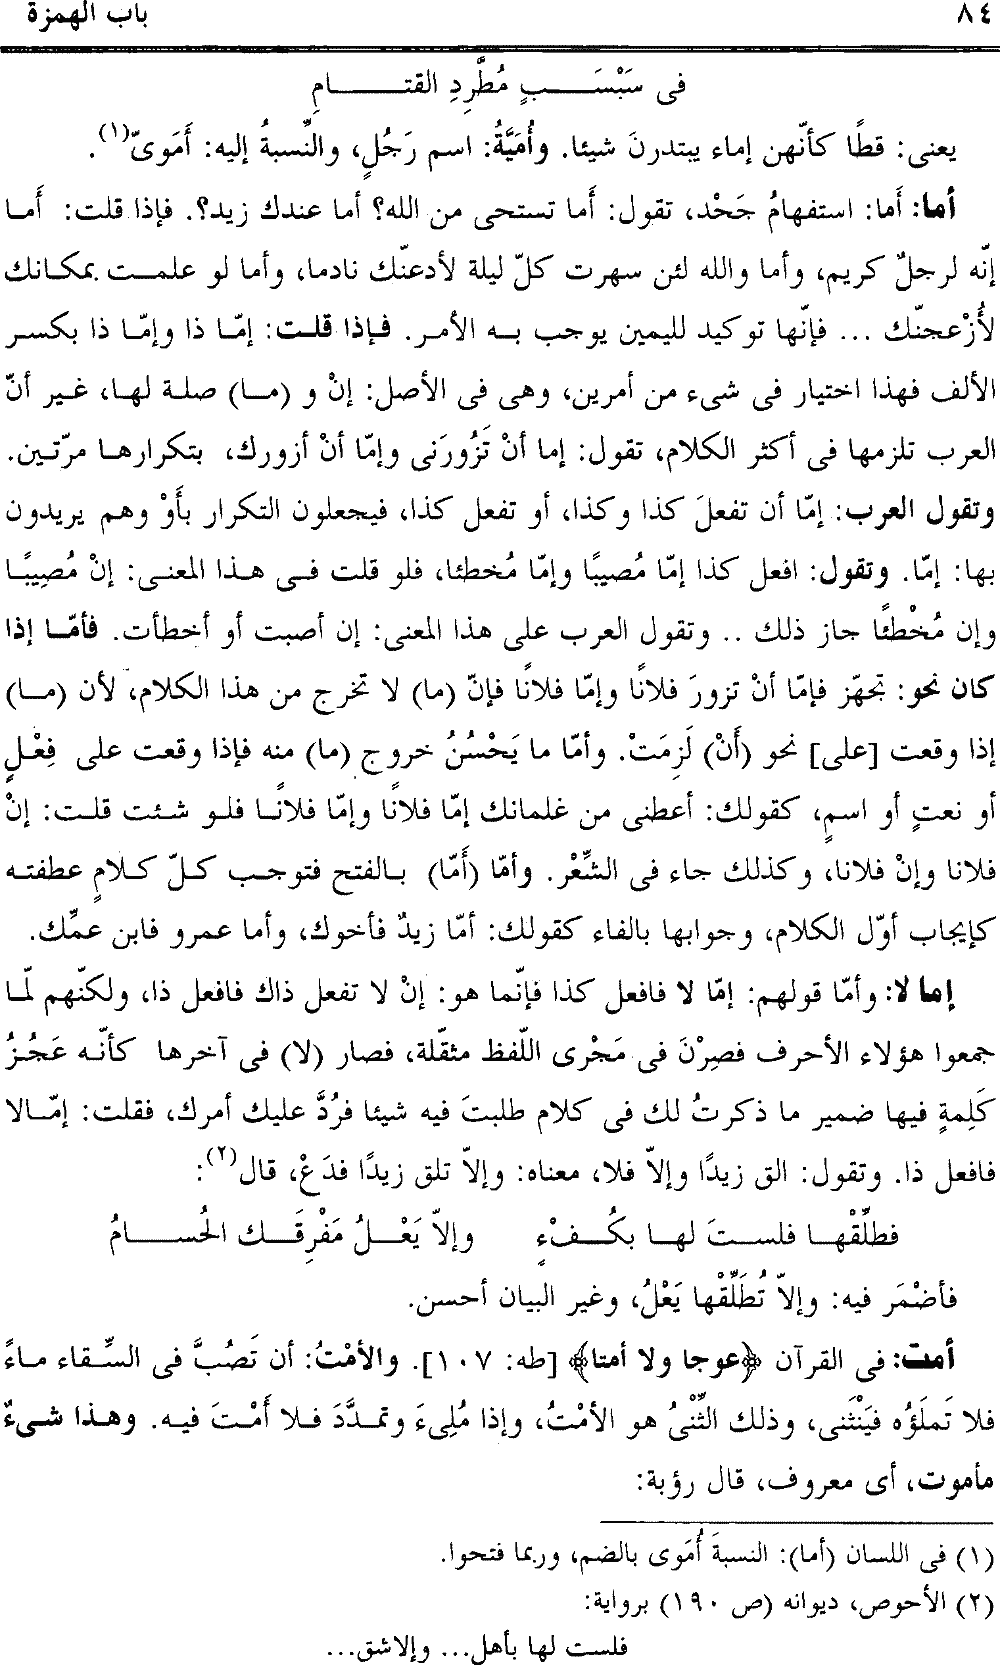 ٨٤
باب الهمزة
فى سَبْسَـــبٍ مُطَّرِدِ القتـــامِ
يعنى: قطًا كأنّهن إماء يبتدرنَ شيئا. وأُمَيَّةُ: اسم رَجُلٍ، والنِّسبةُ إليه: أَمَوىّ(١).
أما: أَما: استفهامُ جَحْد، تقول: أَما تستحى من الله؟ أما عندك زيد؟. فإذا قلت: أَما
إنّه لرجلٌ كريم، وأما والله لئن سهرت كلّ ليلة لأدعنّك نادما، وأما لو علمت بمكانك
لأُزْعجنّك ... فإنّها توكيد لليمين يوجب به الأمر. فإذا قلت: إمّا ذا وإمّا ذا بكسر
الألف فهذا اختيار فى شىء من أمرين، وهى فى الأصل: إنْ و (ما) صلة لها، غير أنّ
العرب تلزمها فى أكثر الكلام، تقول: إما أنْ تَزُورَنى وإمّا أنْ أزورك، بتكرارها مرّتين.
وتقول العرب: إمّا أن تفعلَ كذا وكذا، أو تفعل كذا، فيجعلون التكرار بأَوْ وهم يريدون
بها: إمّا. وتقول: افعل كذا إمّا مُصيبًا وإمّا مُخطئا، فلو قلت فى هذا المعنى: إنْ مُصِيبًا
وإن مُخْطئًا جاز ذلك .. وتقول العرب على هذا المعنى: إن أصبت أو أخطأت. فأمّا إذا
كان نحو: تجهّز فإمّا أنْ تزورَ فلانًا وإمّا فلانًا فإنّ (ما) لا تخرج من هذا الكلام، لأن (ما)
إذا وقعت [على] نحو (أَنْ) لَزِمَتْ. وأمّا ما يَحْسُنُ خروج (ما) منه فإذا وقعت على فِعْلٍ
أو نعتٍ أو اسمٍ، كقولك: أعطنى من غلمانك إمّا فلانًا وإمّا فلانًا فلو شئت قلت: إنْ
فلانا وإنْ فلانا، وكذلك جاء فى الشِّعْر. وأمّا (أَمّا) بالفتح فتوجب كلّ كلامٍ عطفته
كإيجاب أوّل الكلام، وجوابها بالفاء كقولك: أمّا زيدٌ فأخوك، وأما عمرو فابن عمِّك.
إما لا: وأمّا قولهم: إمّا لا فافعل كذا فإنّما هو: إنْ لا تفعل ذاك فافعل ذا، ولكنّهم لمّا
جمعوا هؤلاء الأحرف فصِرْنَ فى مَجْرى اللّفظ مثقّلة، فصار (لا) فى آخرها كأنّه عَجُزُ
كَلِمةٍ فيها ضمير ما ذكرتُ لك فى كلام طلبتَ فيه شيئا فرُدَّ عليك أمرك، فقلت: إمّالا
فافعل ذا. وتقول: الق زيدًا وإلاّ فلا، معناه: وإلاّ تلق زيدًا فدَعْ، قال(٢):
فطلِّقْها فلستَ لها بكُفْءٍ    وإلاّ يَعْلُ مَفْرِقَك الحُسامُ
فأضْمَر فيه: وإلاّ تُطَلِّقْها يَعْلُ، وغير البيان أحسن.
أمت: فى القرآن ﴿عوجا ولا أمتا﴾ [طه: ١٠٧]. والأمْتُ: أن تَصُبَّ فى السِّقاء ماءً
فلا تَملَؤه فيَنْثَنى، وذلك الثِّنْىُ هو الأمْتُ، وإذا مُلِىءَ وتمدَّدَ فلا أَمْتَ فيه. وهذا شىءٌ
مأموت، أى معروف، قال رؤبة:
(١) فى اللسان (أما): النسبةَ أُمَوى بالضم، وربما فتحوا.
(٢) الأحوص، ديوانه (ص ١٩٠) برواية:
فلست لها بأهل... وإلاشق...